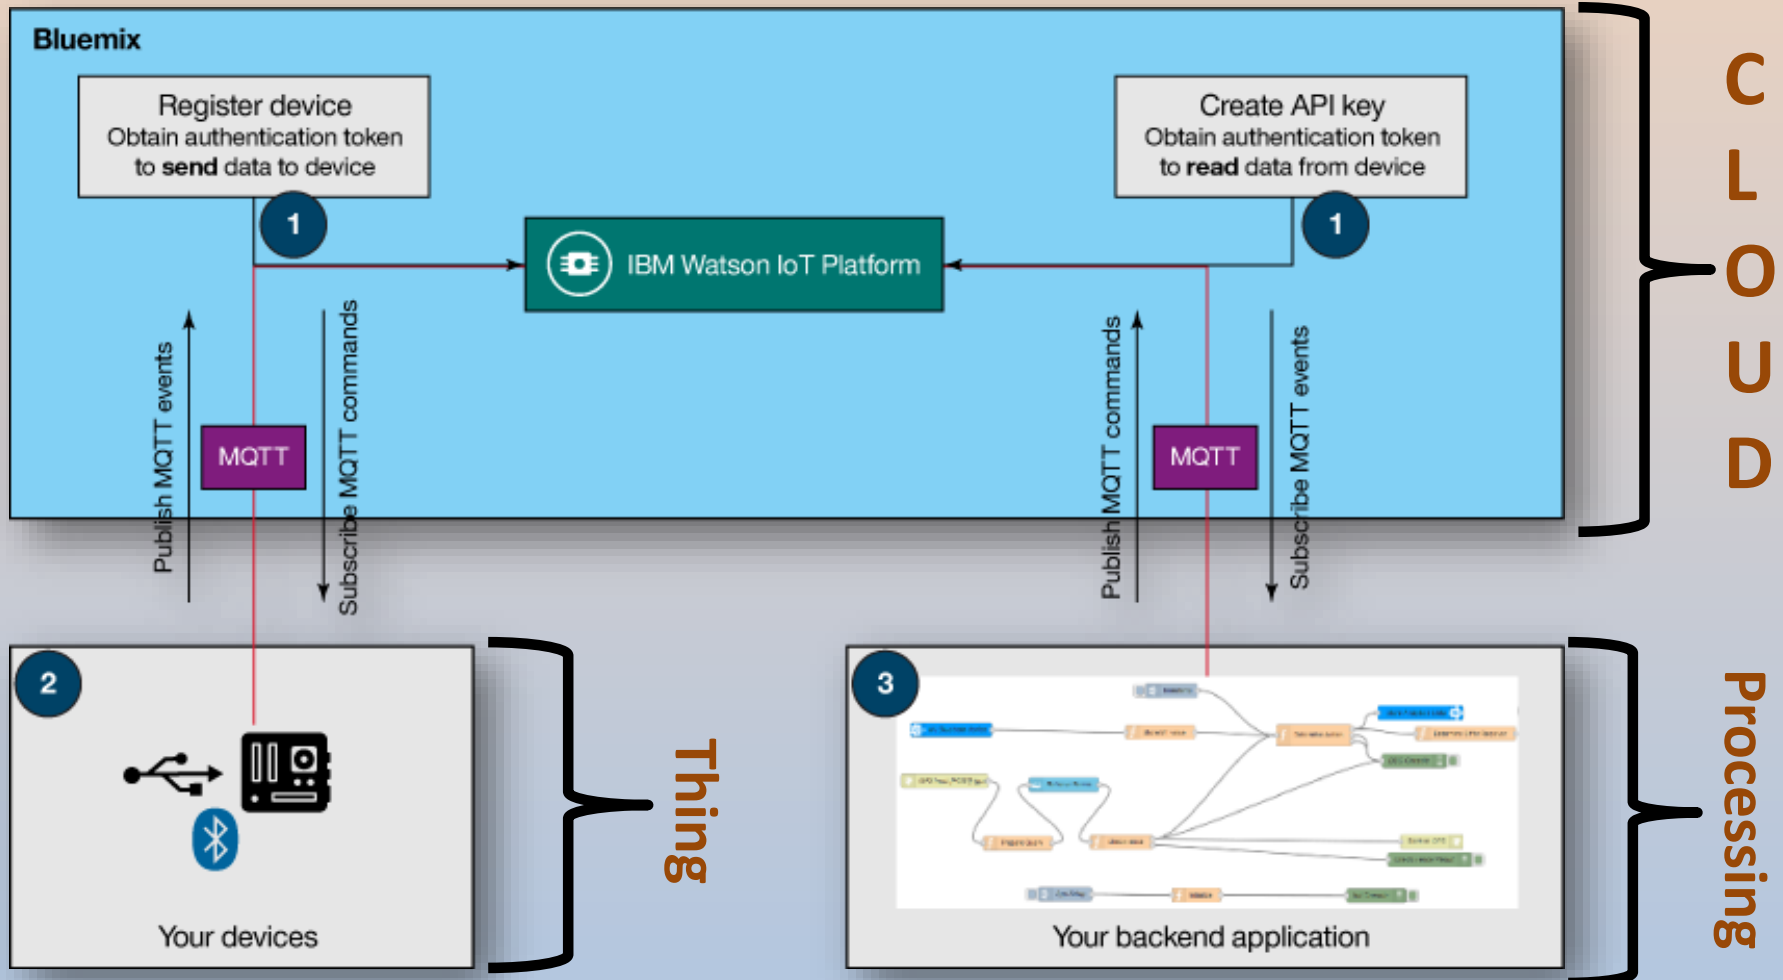 Bluemix
Register device
Obtain authentication token
to send data to device
1
Create API key
Obtain authentication token
to read data from device
1
IBM Watson IoT Platform
Publish MQTT events
MQTT
Subscribe MQTT commands
Publish MQTT commands
MQTT
Subscribe MQTT events
CLOUD
2
Your devices
Thing
3
Your backend application
Processing